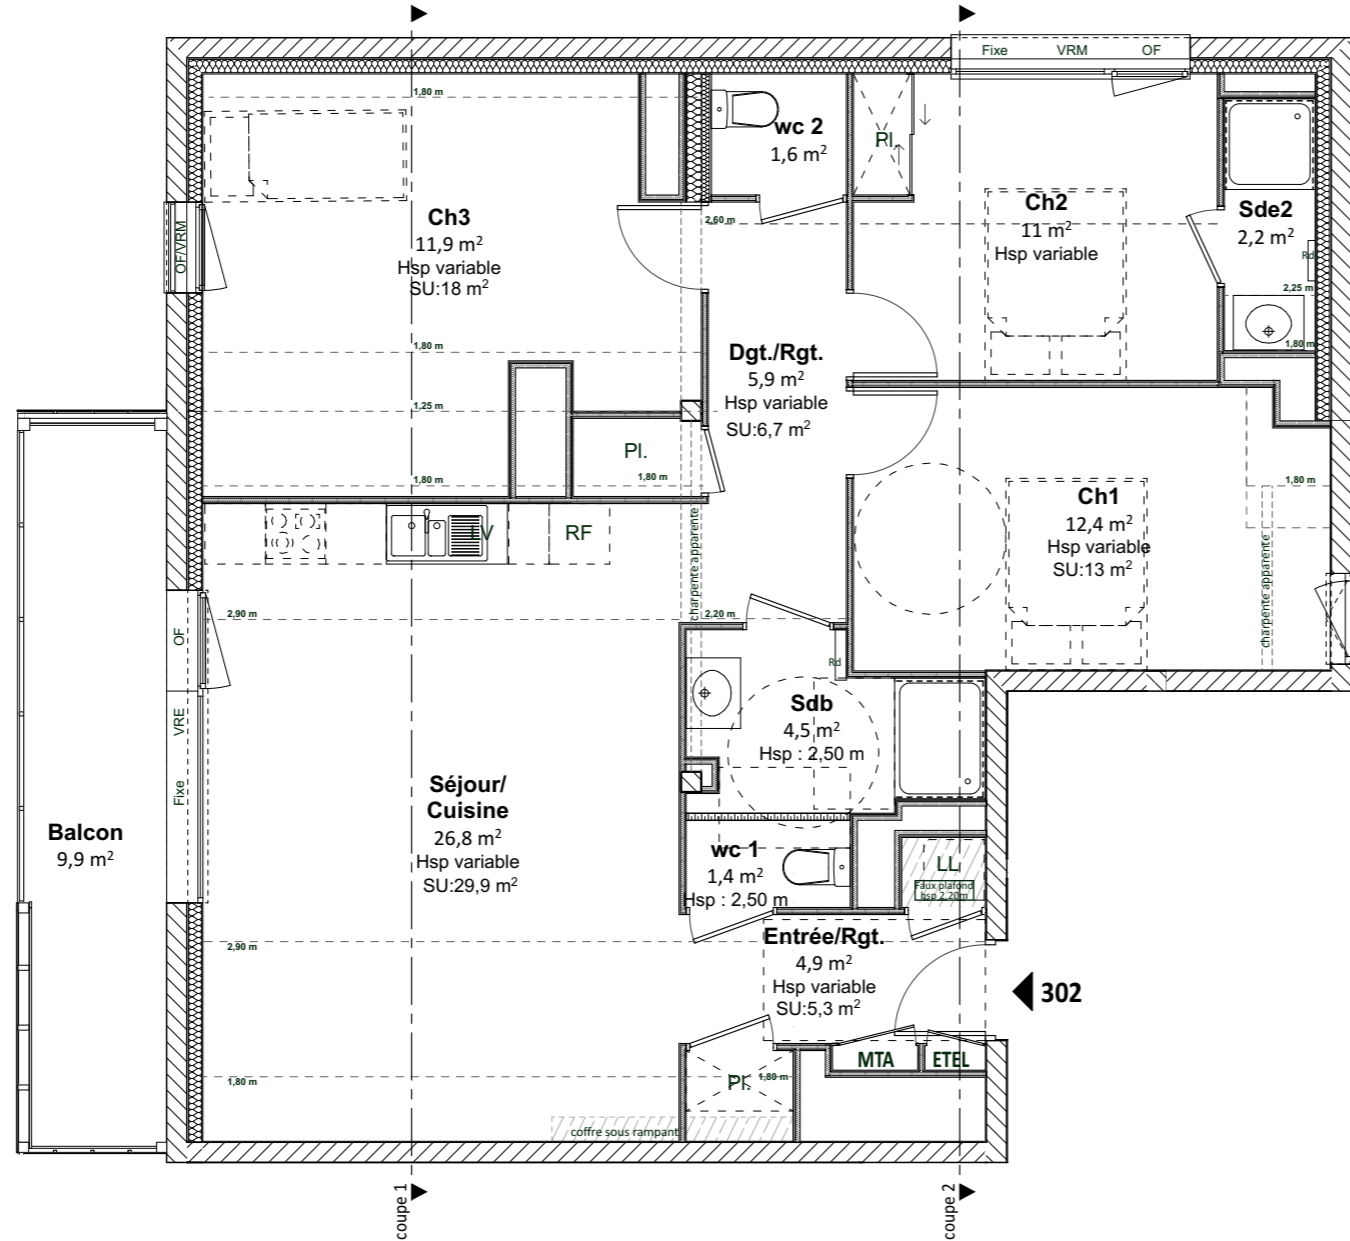 Fixe VRM OF
1,80 m
wc 2
1,6 m²
Pl.
Ch3
11,9 m²
Hsp variable
SU:18 m²
OF/VRM
2,60 m
Ch2
11 m²
Hsp variable
Sde2
2,2 m²
Rd
2,25 m
1,80 m
1,80 m
1,25 m
1,80 m
Dgt./Rgt.
5,9 m²
Hsp variable
SU:6,7 m²
Pl.
1,80 m
Ch1
12,4 m²
Hsp variable
SU:13 m²
1,80 m
charpente apparente
LV
RF
charpente apparente
2,90 m
2,20 m
OF
VRE
Fixe
Rd
Sdb
4,5 m²
Hsp : 2,50 m
Séjour/
Cuisine
26,8 m²
Hsp variable
SU:29,9 m²
Balcon
9,9 m²
wc 1
1,4 m²
Hsp : 2,50 m
LL
Faux plafond
hsp 2,20m
2,90 m
Entrée/Rgt.
4,9 m²
Hsp variable
SU:5,3 m²
302
MTA
ETEL
1,80 m
Pl.
1,80 m
coffre sous rampant
coupe 1
coupe 2